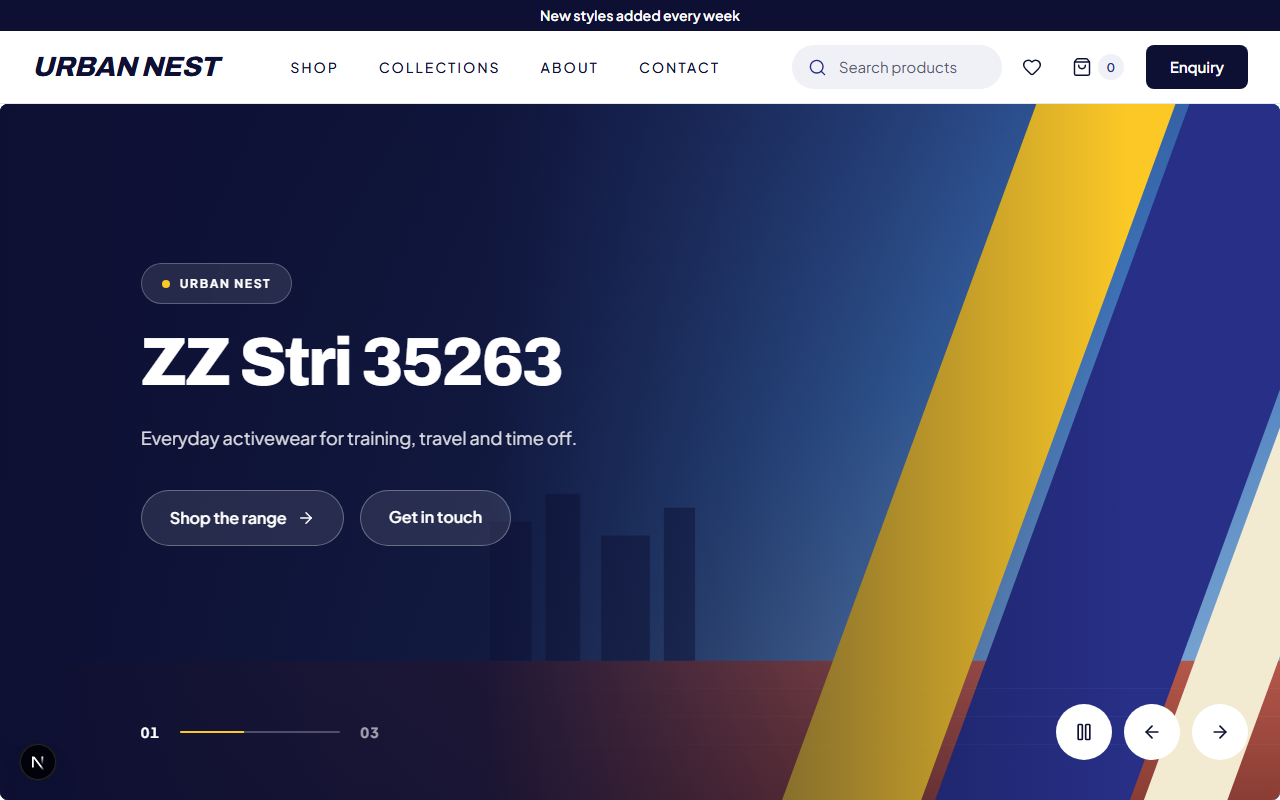 New styles added every week
URBAN NEST
SHOP
COLLECTIONS
ABOUT
CONTACT
Search products
0
Enquiry
URBAN NEST
ZZ Stri 35263
Everyday activewear for training, travel and time off.
Shop the range
Get in touch
01
03
N